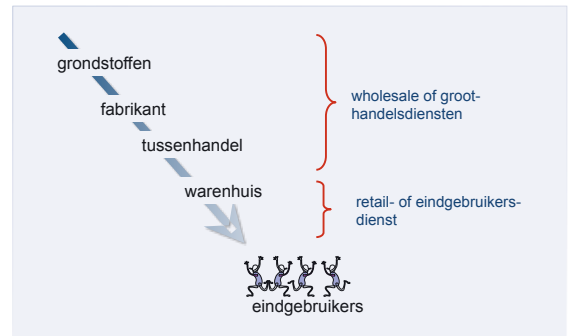 grondstoffen
fabrikant
tussenhandel
warenhuis
eindgebruikers
wholesale of groot-
handelsdiensten
retail- of eindgebruikers-
dienst